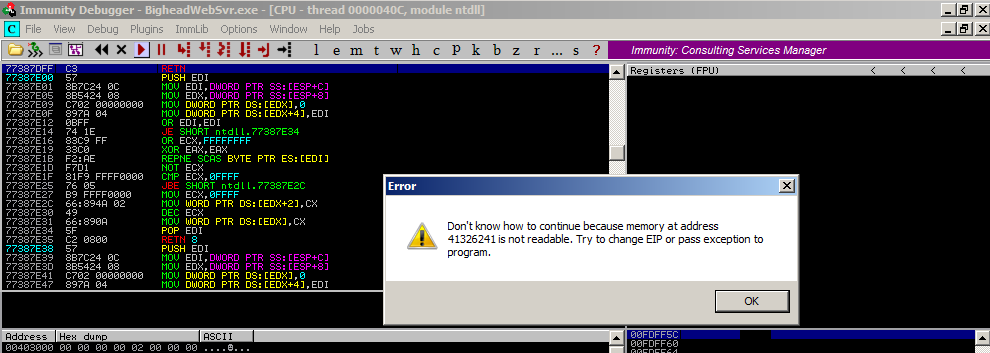 Immunity Debugger - BigheadWebSvr.exe - [CPU - thread 0000040C, module ntdll]
C File View Debug Plugins ImmLib Options Window Help Jobs
l e m t w h c p k b z r ... s ? Immunity: Consulting Services Manager
77387DFF C3 RETN
77387E00 57 PUSH EDI
77387E01 8B7C24 0C MOV EDI,DWORD PTR SS:[ESP+C]
77387E05 8B5424 08 MOV EDX,DWORD PTR SS:[ESP+8]
77387E09 C702 00000000 MOV DWORD PTR DS:[EDX],0
77387E0F 897A 04 MOV DWORD PTR DS:[EDX+4],EDI
77387E12 0BFF OR EDI,EDI
77387E14 74 1E JE SHORT ntdll.77387E34
77387E16 83C9 FF OR ECX,FFFFFFFF
77387E19 33C0 XOR EAX,EAX
77387E1B F2:AE REPNE SCAS BYTE PTR ES:[EDI]
77387E1D F7D1 NOT ECX
77387E1F 81F9 FFFF0000 CMP ECX,0FFFF
77387E25 76 05 JBE SHORT ntdll.77387E2C
77387E27 B9 FFFF0000 MOV ECX,0FFFF
77387E2C 66:894A 02 MOV WORD PTR DS:[EDX+2],CX
77387E30 49 DEC ECX
77387E31 66:890A MOV WORD PTR DS:[EDX],CX
77387E34 5F POP EDI
77387E35 C2 0800 RETN 8
77387E38 57 PUSH EDI
77387E39 8B7C24 0C MOV EDI,DWORD PTR SS:[ESP+C]
77387E3D 8B5424 08 MOV EDX,DWORD PTR SS:[ESP+8]
77387E41 C702 00000000 MOV DWORD PTR DS:[EDX],0
77387E47 897A 04 MOV DWORD PTR DS:[EDX+4],EDI
Registers (FPU) < < < <
Error
Don't know how to continue because memory at address
41326241 is not readable. Try to change EIP or pass exception to
program.
OK
Address Hex dump ASCII
00403000 00 00 00 00 02 00 00 00 ....@...
00FDFF5C
00FDFF60
00FDFF64